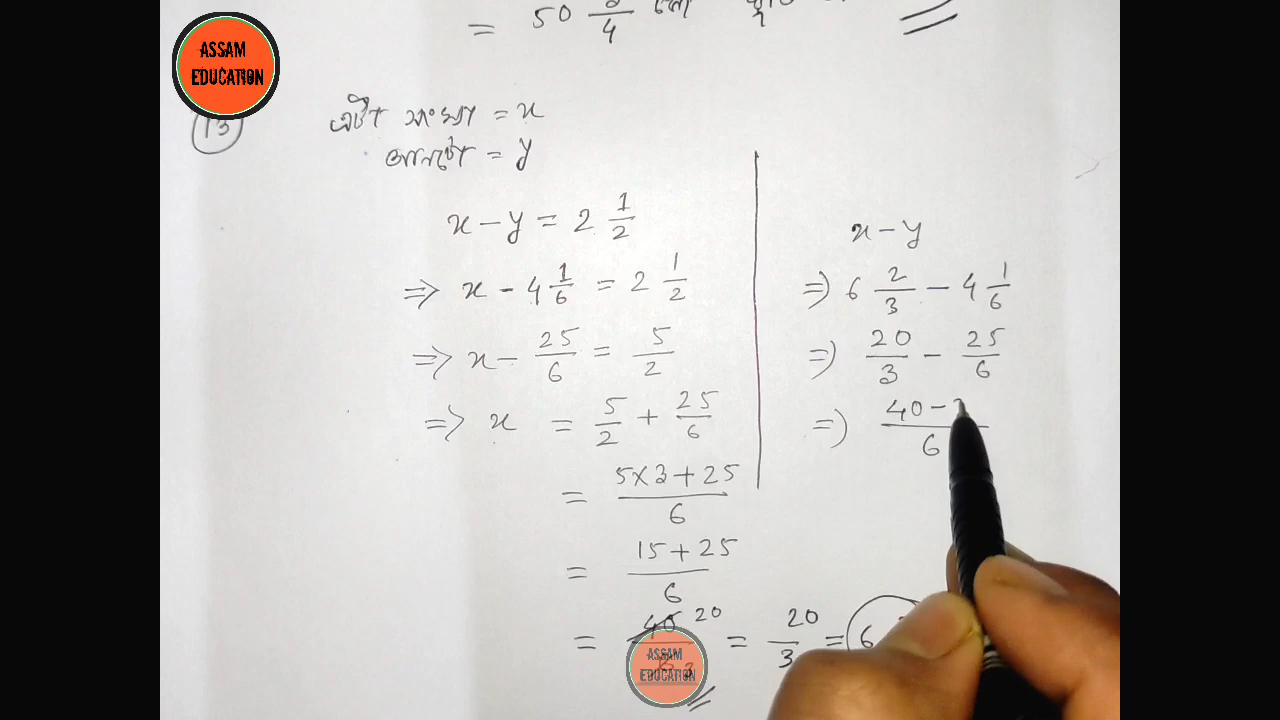 = 50 3/4
ASSAM
EDUCATION
13
এটা সংখ্যা = x
আনটো = y
x - y = 2 1/2
⇒ x - 4 1/6 = 2 1/2
⇒ x - 25/6 = 5/2
⇒ x = 5/2 + 25/6
= (5×3+25)/6
= (15+25)/6
= 40/6 20/3 = 20/3 = 6
ASSAM
EDUCATION
x - y
⇒) 6 2/3 - 4 1/6
⇒) 20/3 - 25/6
⇒) (40-2)/6